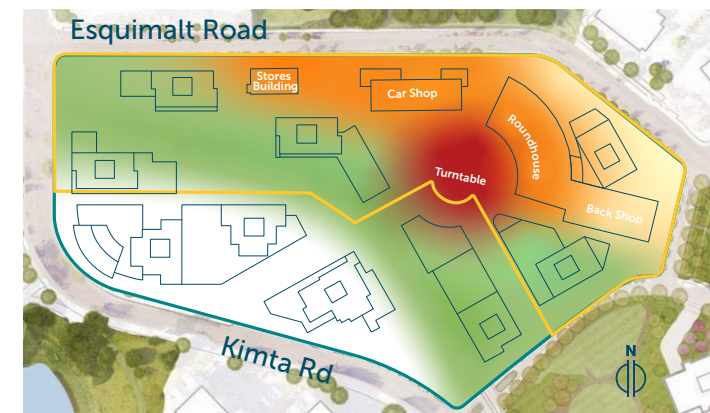 Esquimalt Road
Stores
Building
Car Shop
Roundhouse
Turntable
Back Shop
Kimta Rd
N